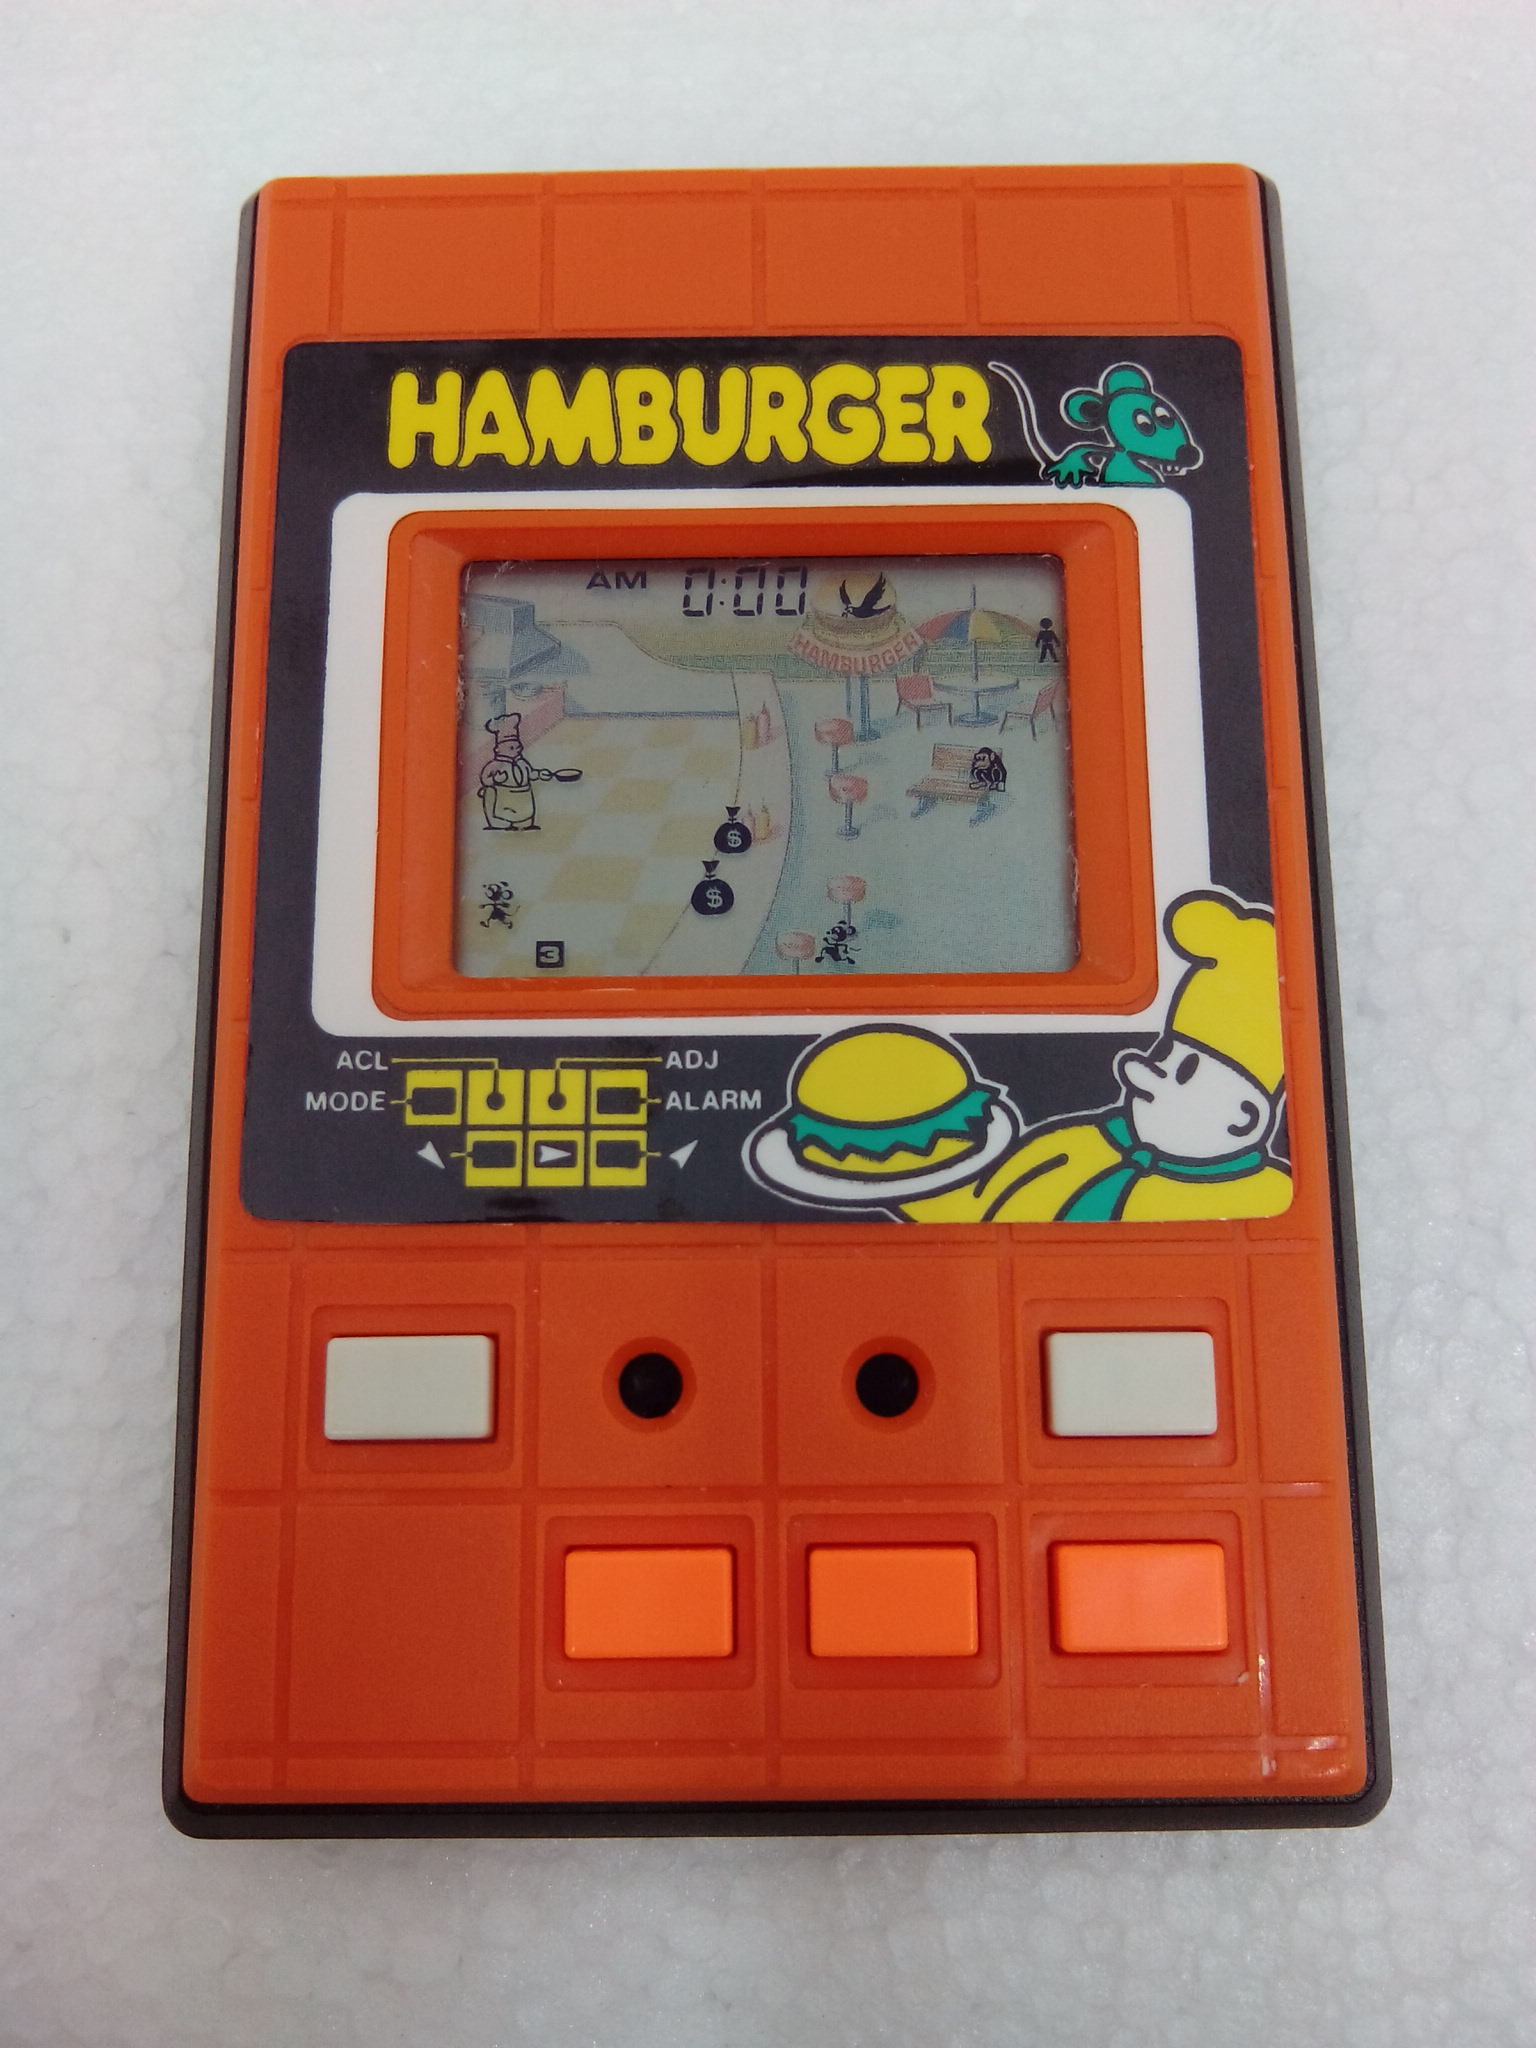 HAMBURGER
AM 0:00
HAMBURGER
$
$
3
ACL ADJ
MODE ALARM